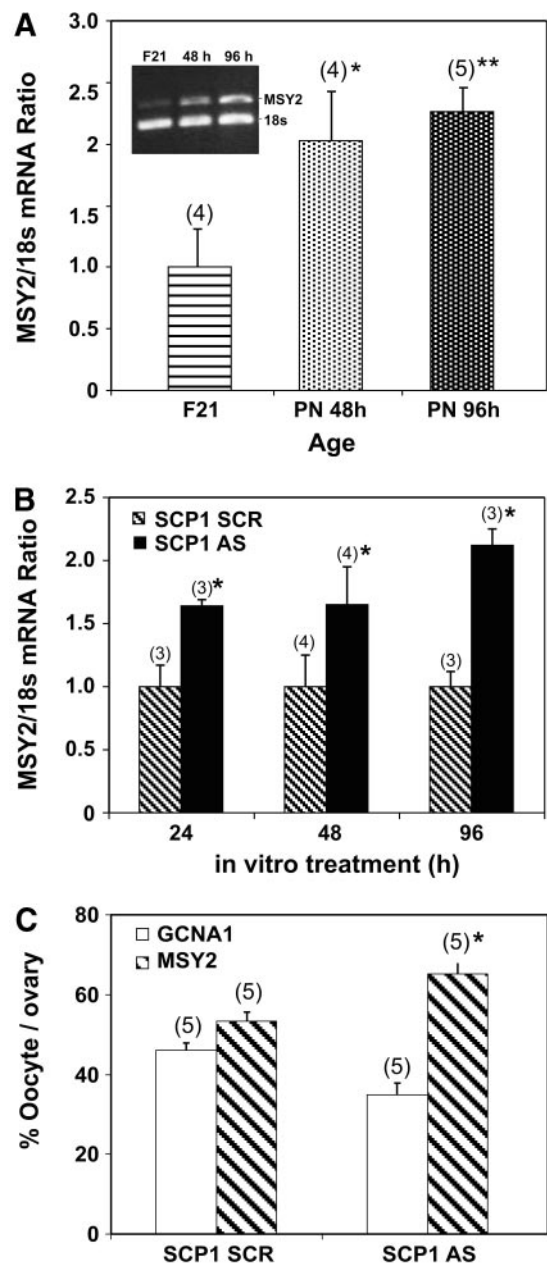 A
MSY2/18s mRNA Ratio
3.0
2.5
2.0
1.5
1.0
0.5
0
F21 48 h 96 h
MSY2
18s
(4)
(4)*
(5)**
F21 PN 48h PN 96h
Age
B
MSY2/18s mRNA Ratio
2.5
2.0
1.5
1.0
0.5
0
SCP1 SCR
SCP1 AS
(3) (3)* (4) (4)* (3) (3)*
24 48 96
in vitro treatment (h)
C
% Oocyte / ovary
80
60
40
20
0
GCNA1
MSY2
(5) (5) (5) (5)*
SCP1 SCR SCP1 AS